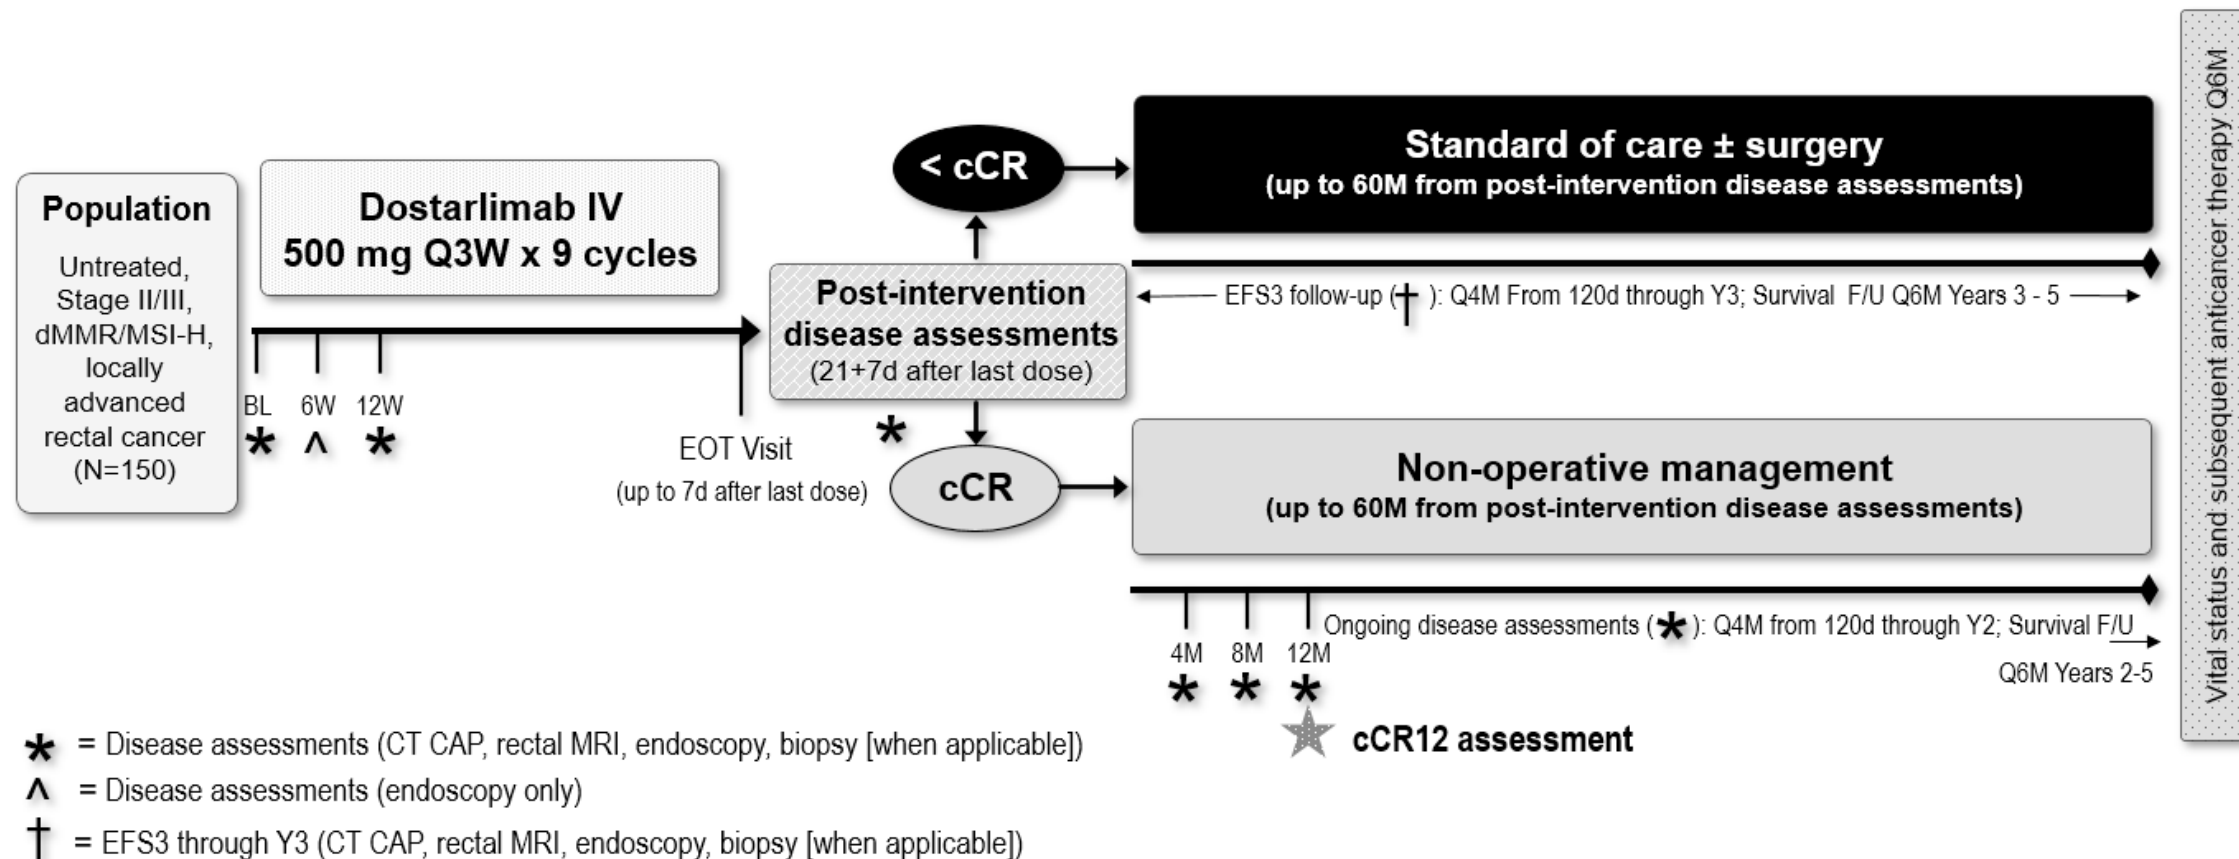 Population
Untreated,
Stage II/III,
dMMR/MSI-H,
locally
advanced
rectal cancer
(N=150)
Dostarlimab IV
500 mg Q3W x 9 cycles
BL 6W 12W
* ^ *
EOT Visit
(up to 7d after last dose)
Post-intervention
disease assessments
(21+7d after last dose)
*
< cCR
cCR
Standard of care ± surgery
(up to 60M from post-intervention disease assessments)
EFS3 follow-up († ): Q4M From 120d through Y3; Survival F/U Q6M Years 3 - 5
Non-operative management
(up to 60M from post-intervention disease assessments)
Ongoing disease assessments (* ): Q4M from 120d through Y2; Survival F/U
Q6M Years 2-5
4M 8M 12M
* * *
cCR12 assessment
Vital status and subsequent anticancer therapy Q6M
* = Disease assessments (CT CAP, rectal MRI, endoscopy, biopsy [when applicable])
^ = Disease assessments (endoscopy only)
† = EFS3 through Y3 (CT CAP, rectal MRI, endoscopy, biopsy [when applicable])